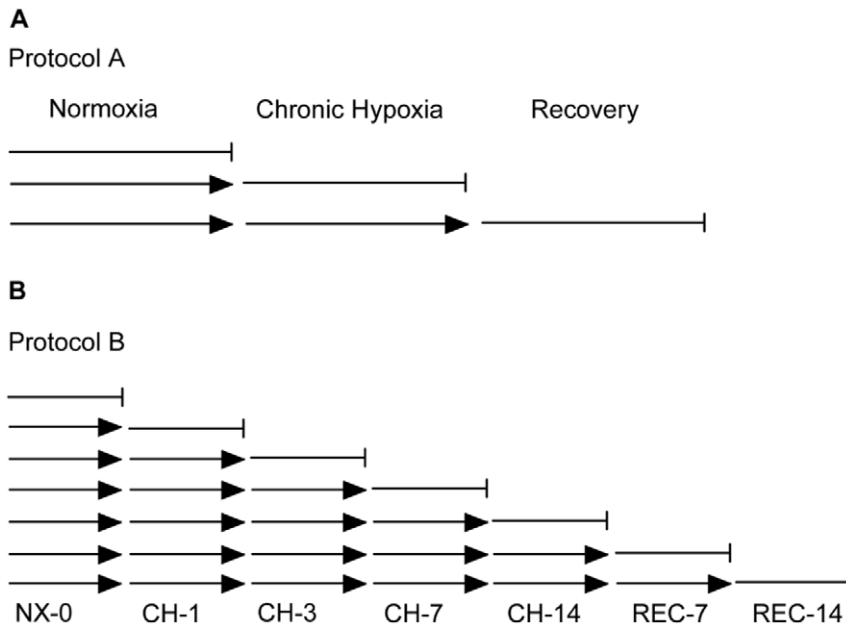 A
Protocol A
Normoxia Chronic Hypoxia Recovery
B
Protocol B
NX-0 CH-1 CH-3 CH-7 CH-14 REC-7 REC-14